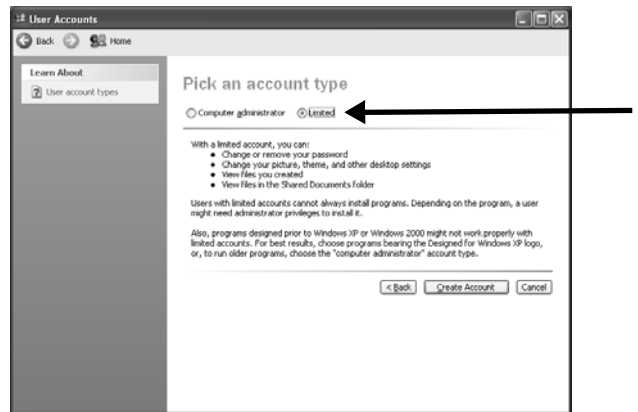 User Accounts
Back Home
Learn About
User account types
Pick an account type
Computer administrator Limited
With a limited account, you can:
• Change or remove your password
• Change your picture, theme, and other desktop settings
• View files you created
• View files in the Shared Documents folder
Users with limited accounts cannot always install programs. Depending on the program, a user
might need administrator privileges to install it.
Also, programs designed prior to Windows XP or Windows 2000 might not work properly with
limited accounts. For best results, choose programs bearing the Designed for Windows XP logo,
or, to run older programs, choose the "computer administrator" account type.
< Back Create Account Cancel